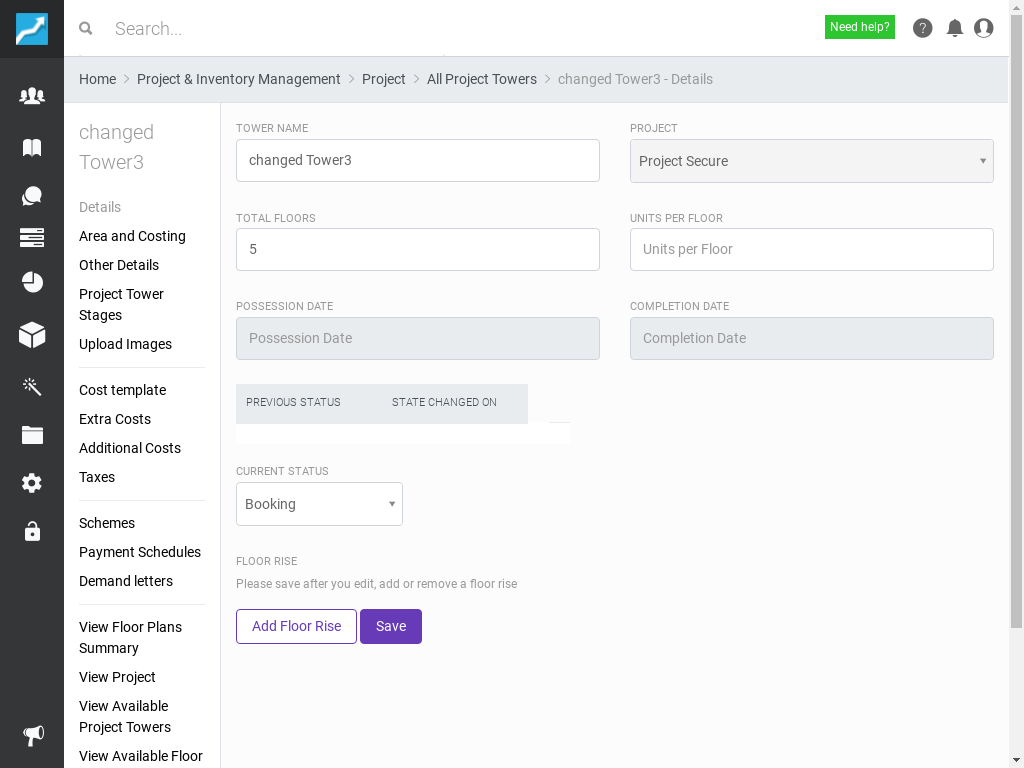 Search...
Need help?
Home
Project & Inventory Management
Project
All Project Towers
changed Tower3 - Details
changed
Tower3
Details
Area and Costing
Other Details
Project Tower
Stages
Upload Images
Cost template
Extra Costs
Additional Costs
Taxes
Schemes
Payment Schedules
Demand letters
View Floor Plans
Summary
View Project
View Available
Project Towers
View Available Floor
TOWER NAME
changed Tower3
PROJECT
Project Secure
TOTAL FLOORS
5
UNITS PER FLOOR
Units per Floor
POSSESSION DATE
Possession Date
COMPLETION DATE
Completion Date
PREVIOUS STATUS
STATE CHANGED ON
CURRENT STATUS
Booking
FLOOR RISE
Please save after you edit, add or remove a floor rise
Add Floor Rise
Save